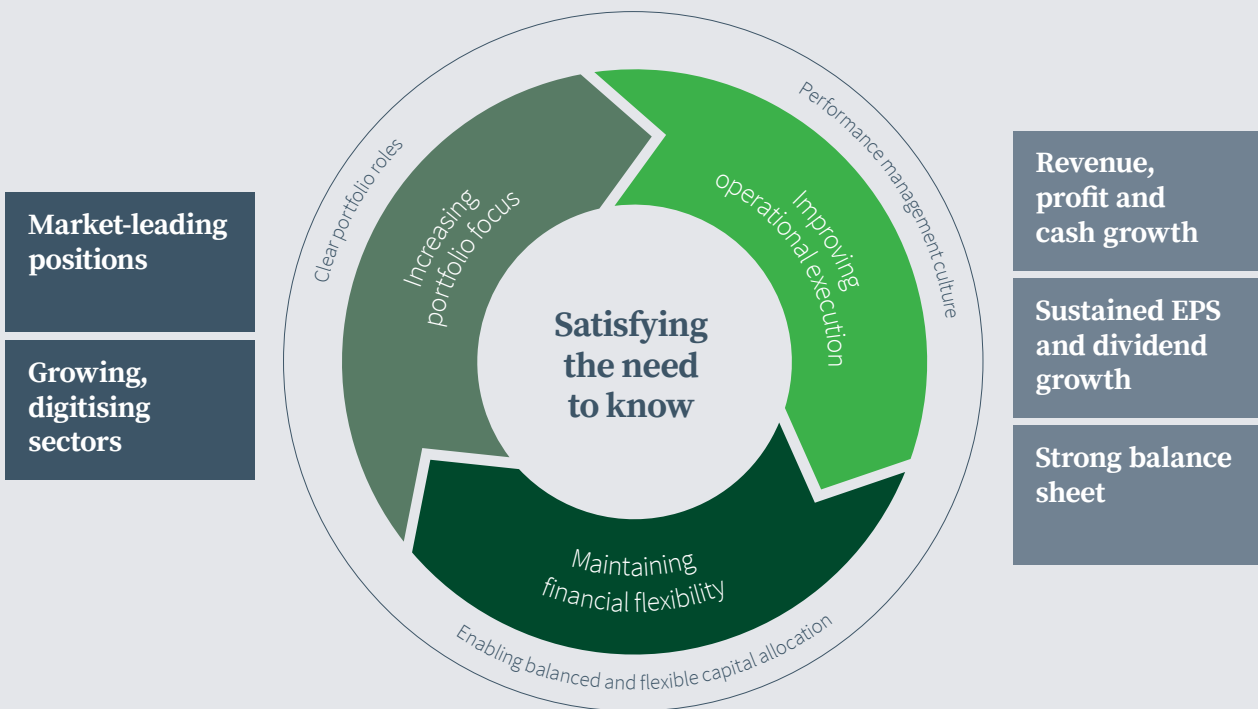 Market-leading
positions
Growing,
digitising
sectors
Clear portfolio roles
Increasing
portfolio focus
Performance management culture
Improving
operational execution
Satisfying
the need
to know
Maintaining
financial flexibility
Enabling balanced and flexible capital allocation
Revenue,
profit and
cash growth
Sustained EPS
and dividend
growth
Strong balance
sheet